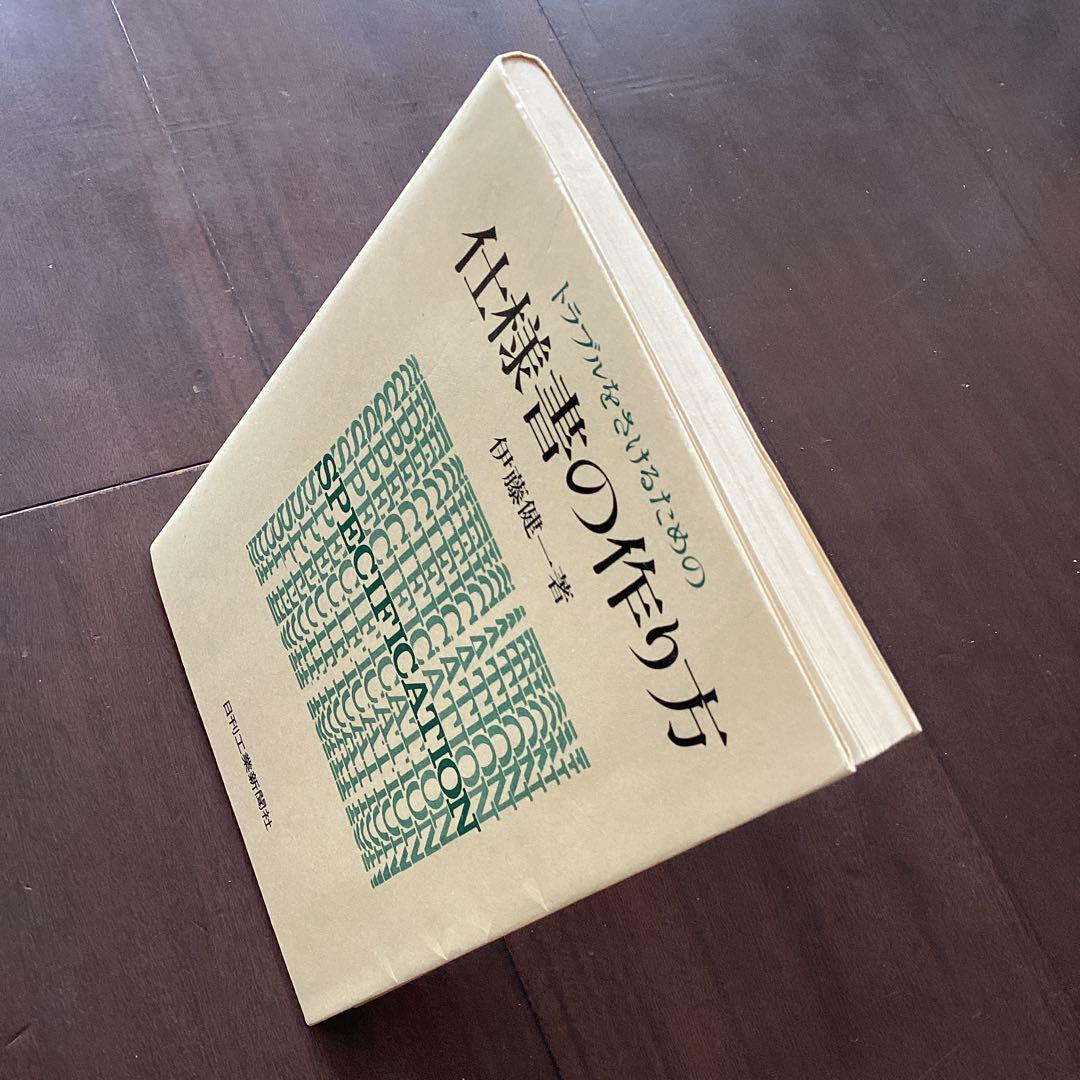 トラブルをさけるための
仕様書の作り方
伊藤健一著
SPECIFICATION
日刊工業新聞社